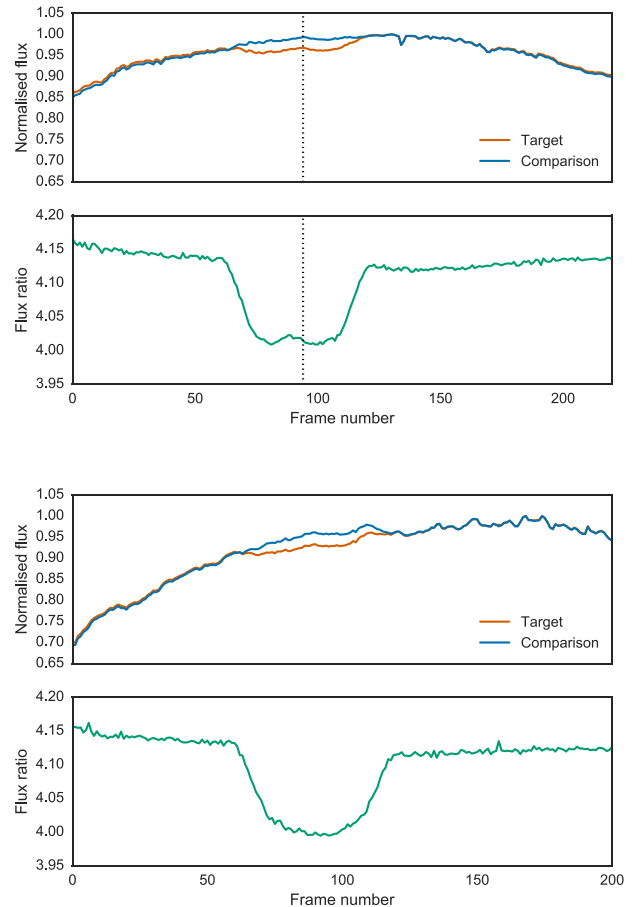 1.05
1.00
0.95
0.90
0.85
0.80
0.75
0.70
0.65
Normalised flux
Target
Comparison
4.20
4.15
4.10
4.05
4.00
3.95
Flux ratio
0 50 100 150 200
Frame number
1.05
1.00
0.95
0.90
0.85
0.80
0.75
0.70
0.65
Normalised flux
Target
Comparison
4.20
4.15
4.10
4.05
4.00
3.95
Flux ratio
0 50 100 150 200
Frame number